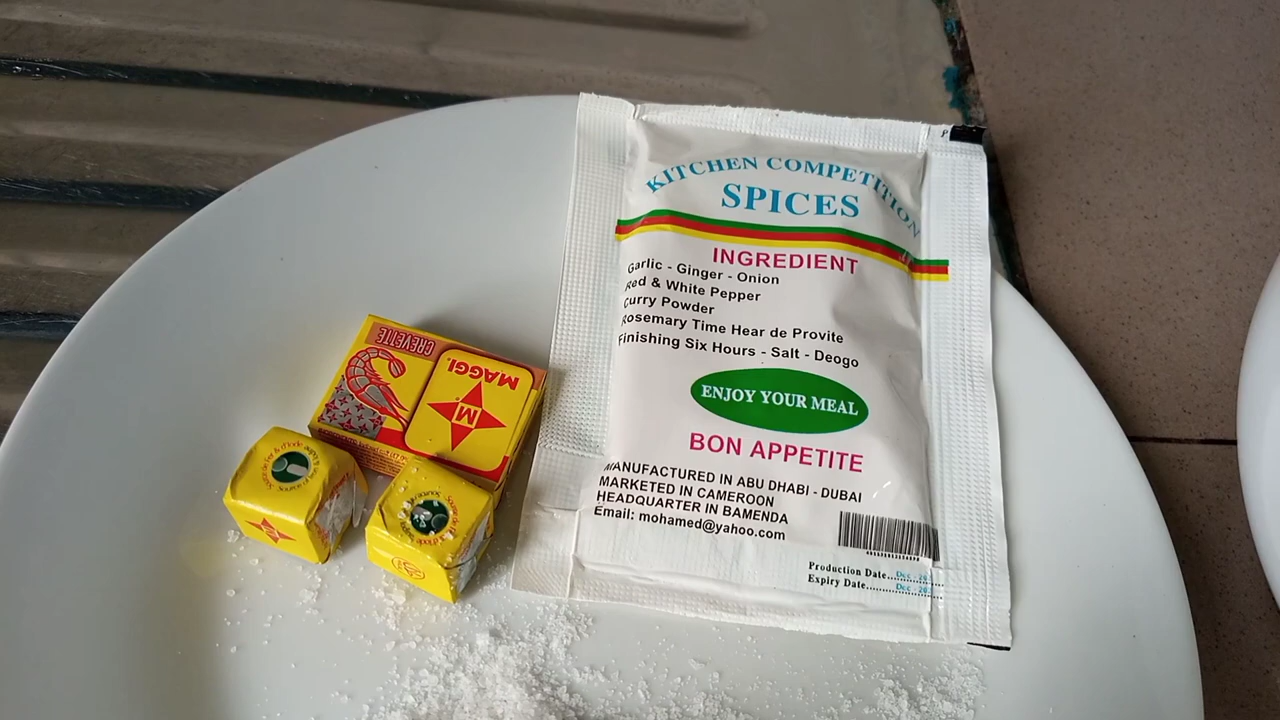 KITCHEN COMPETITION
SPICES
INGREDIENT
Garlic - Ginger - Onion
Red & White Pepper
Curry Powder
Rosemary Time Hear de Provite
Finishing Six Hours - Salt - Deogo
ENJOY YOUR MEAL
BON APPETITE
MANUFACTURED IN ABU DHABI - DUBAI
MARKETED IN CAMEROON
HEADQUARTER IN BAMENDA
Email: mohamed@yahoo.com
Production Date.... Dec
Expiry Date........... Dec
CREVETTE
MAGGI
M